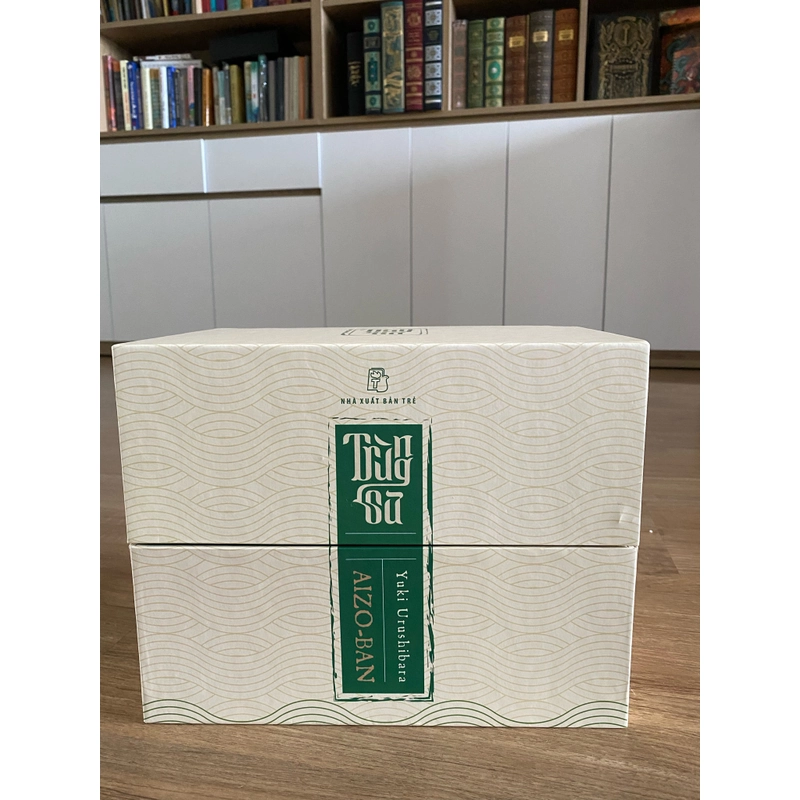 NHÀ XUẤT BẢN TRẺ
Trùng
Sư
Yuki Urushibara
AIZO-BAN